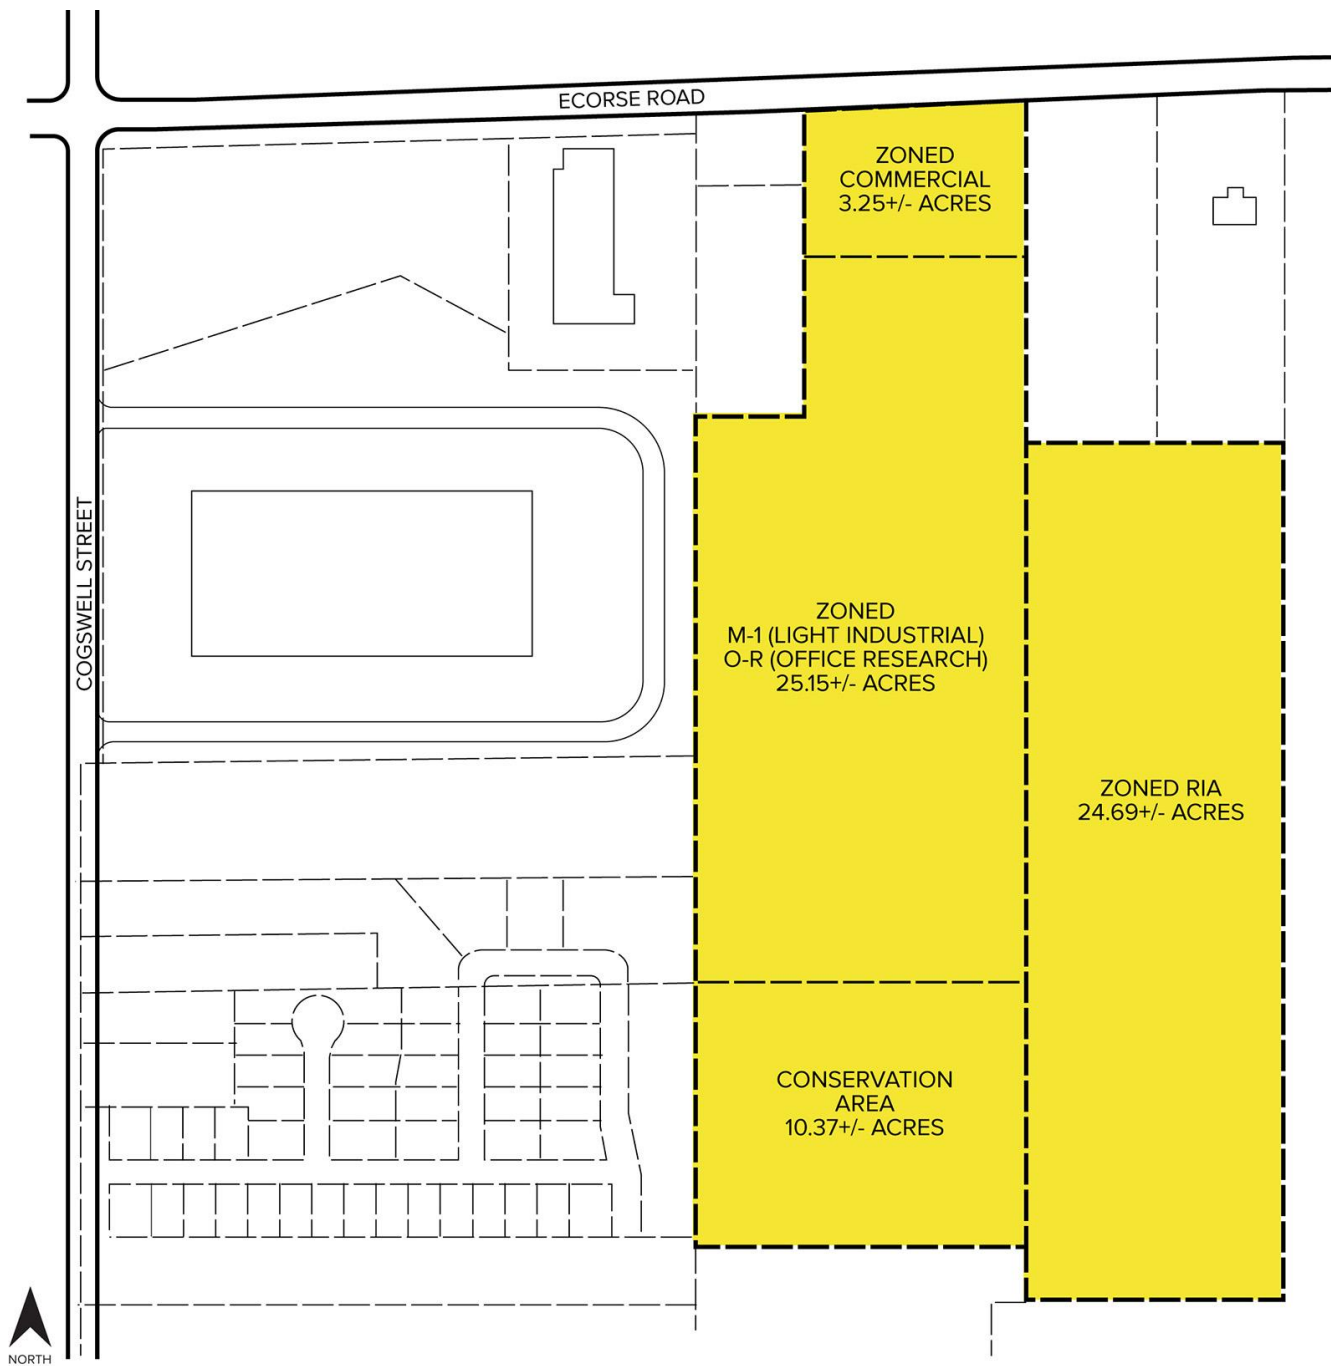 ECORSE ROAD
ZONED
COMMERCIAL
3.25+/- ACRES
COGSWELL STREET
ZONED
M-1 (LIGHT INDUSTRIAL)
O-R (OFFICE RESEARCH)
25.15+/- ACRES
ZONED RIA
24.69+/- ACRES
CONSERVATION
AREA
10.37+/- ACRES
NORTH